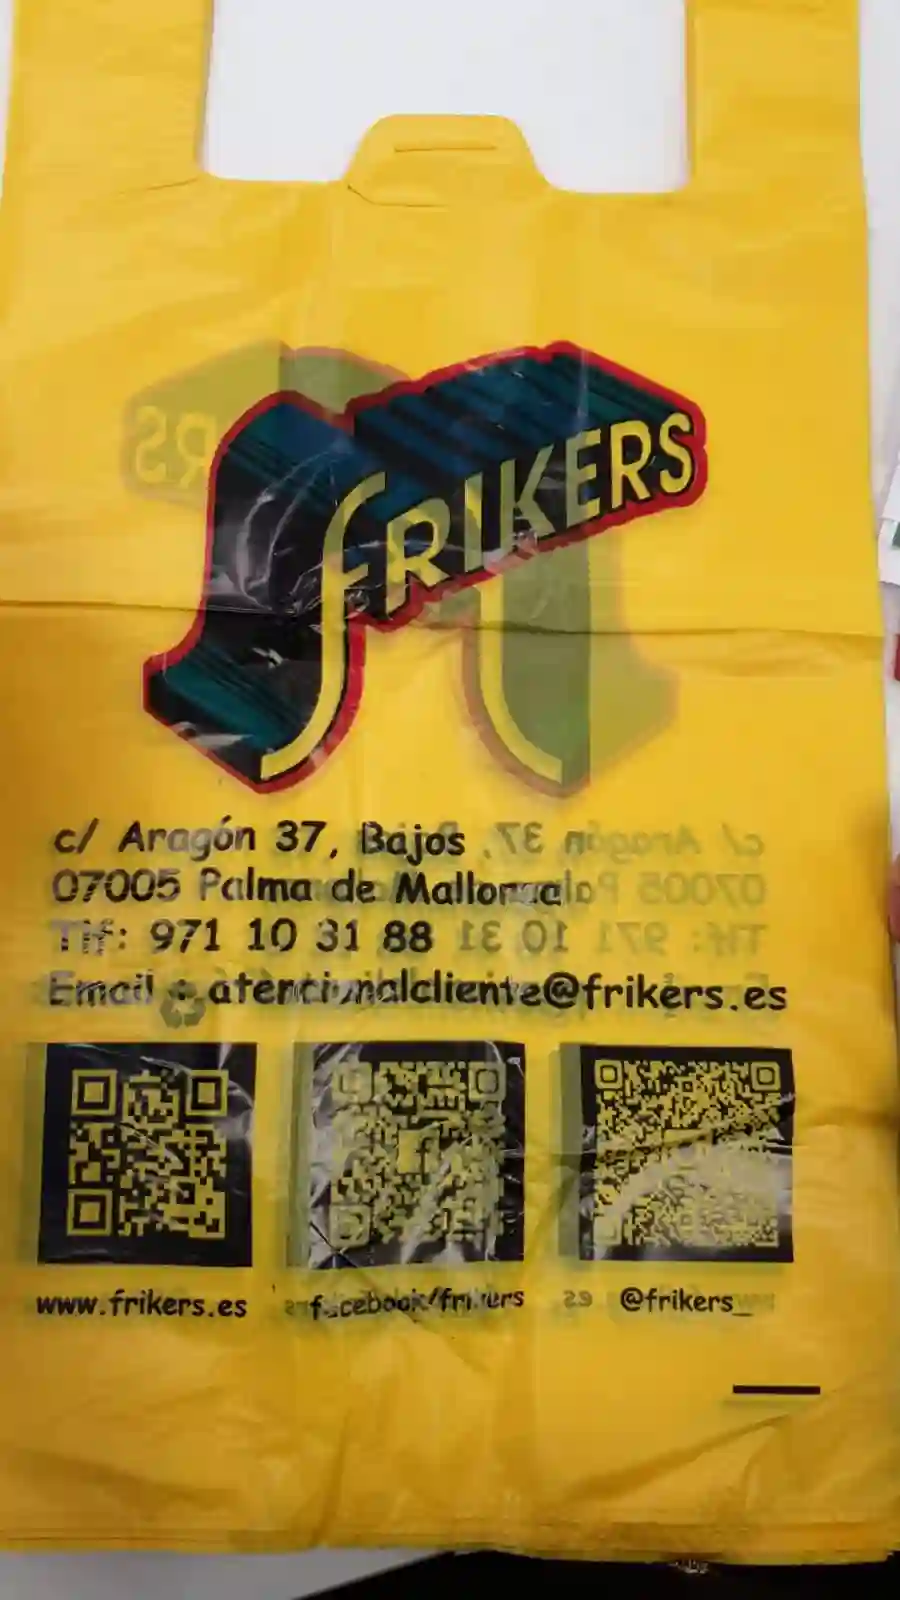 FRIKERS
c/ Aragón 37, Bajos
07005 Palma de Mallorca
Tlf: 971 10 31 88
Email : atencionalcliente@frikers.es
www.frikers.es
facebook/frikers
@frikers_